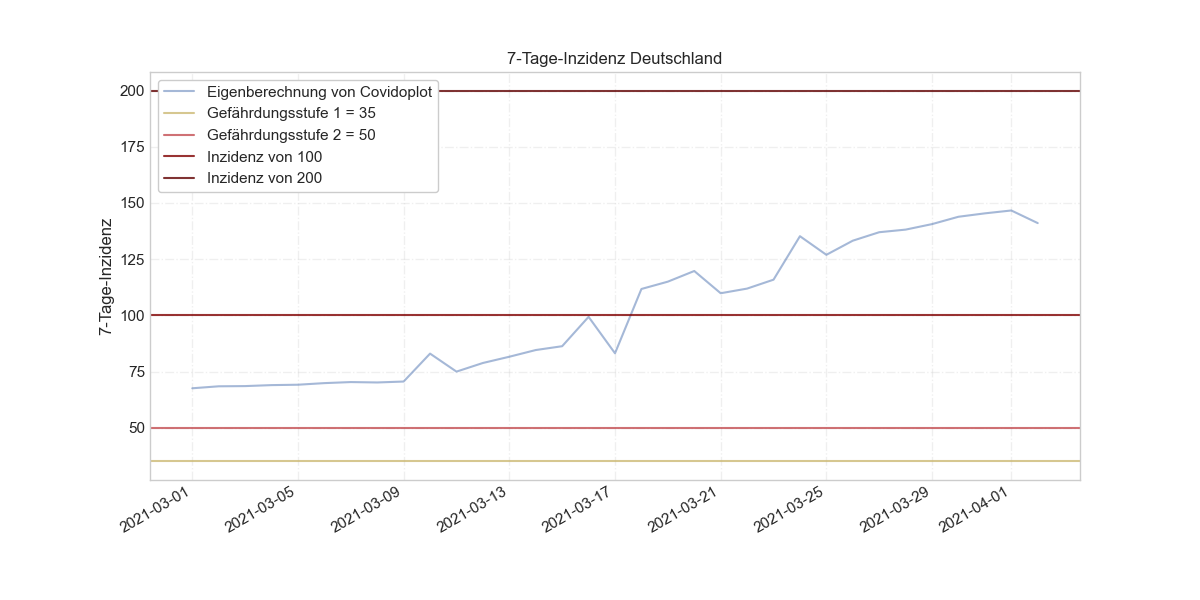 7-Tage-Inzidenz Deutschland
Eigenberechnung von Covidoplot
Gefährdungsstufe 1 = 35
Gefährdungsstufe 2 = 50
Inzidenz von 100
Inzidenz von 200
7-Tage-Inzidenz
200
175
150
125
100
75
50
2021-03-01
2021-03-05
2021-03-09
2021-03-13
2021-03-17
2021-03-21
2021-03-25
2021-03-29
2021-04-01